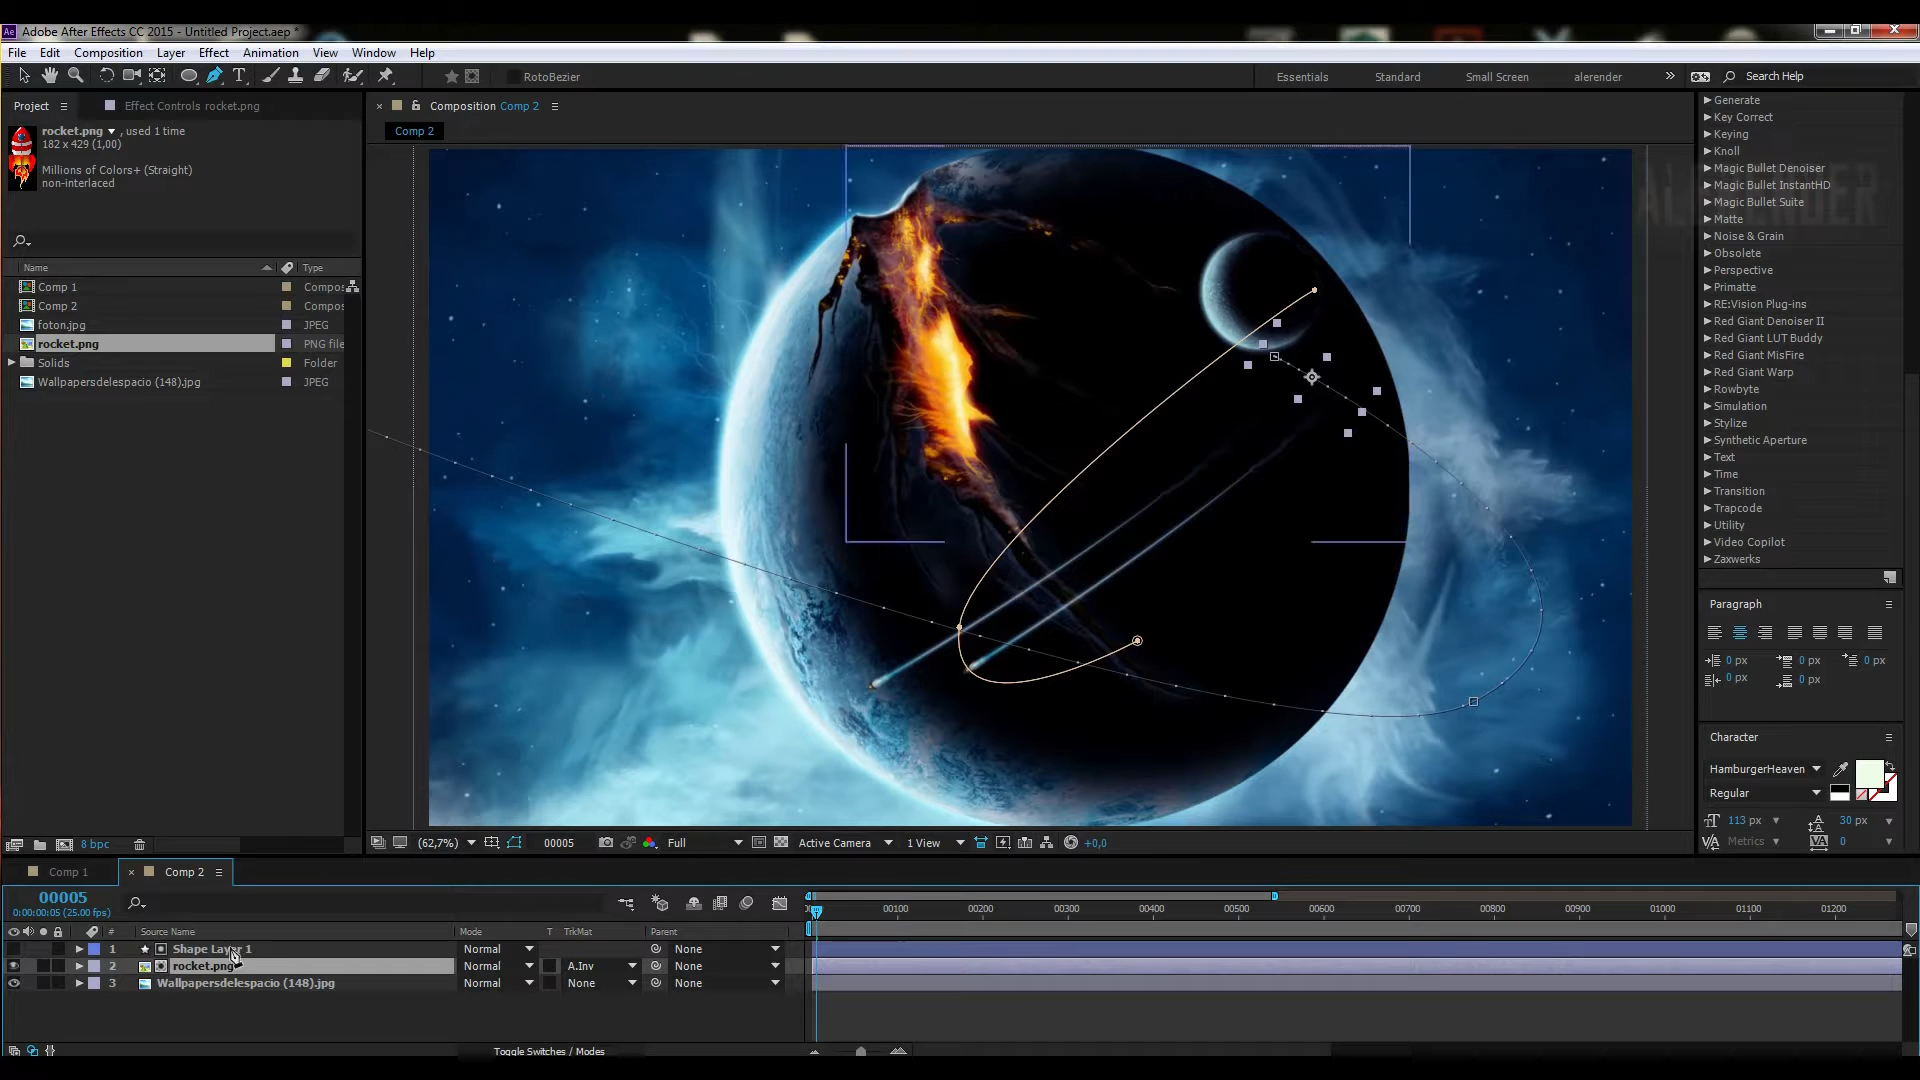 Adobe After Effects CC 2015 - Untitled Project.aep *
File Edit Composition Layer Effect Animation View Window Help
RotoBezier
Essentials Standard Small Screen alerender Search Help
Project Effect Controls rocket.png
Composition Comp 2
Comp 2
rocket.png , used 1 time
182 x 429 (1,00)
Millions of Colors+ (Straight)
non-interlaced
Name Type
Comp 1 Compos
Comp 2 Compos
foton.jpg JPEG
rocket.png PNG file
Solids Folder
Wallpapersdelespacio (148).jpg JPEG
8 bpc
Generate
Key Correct
Keying
Knoll
Magic Bullet Denoiser
Magic Bullet InstantHD
Magic Bullet Suite
Matte
Noise & Grain
Obsolete
Perspective
Primatte
RE:Vision Plug-ins
Red Giant Denoiser II
Red Giant LUT Buddy
Red Giant MisFire
Red Giant Warp
Rowbyte
Simulation
Stylize
Synthetic Aperture
Text
Time
Transition
Trapcode
Utility
Video Copilot
Zaxwerks
Paragraph
0 px 0 px 0 px
0 px 0 px
Character
HamburgerHeaven
Regular
113 px 30 px
Metrics 0
(62,7%) 00005 Full Active Camera 1 View +0,0
Comp 1 Comp 2
00005
0:00:00:05 (25.00 fps)
00100 00200 00300 00400 00500 00600 00700 00800 00900 01000 01100 01200
# Source Name Mode T TrkMat Parent
1 Shape Layer 1 Normal None
2 rocket.png Normal A.Inv None
3 Wallpapersdelespacio (148).jpg Normal None None
Toggle Switches / Modes